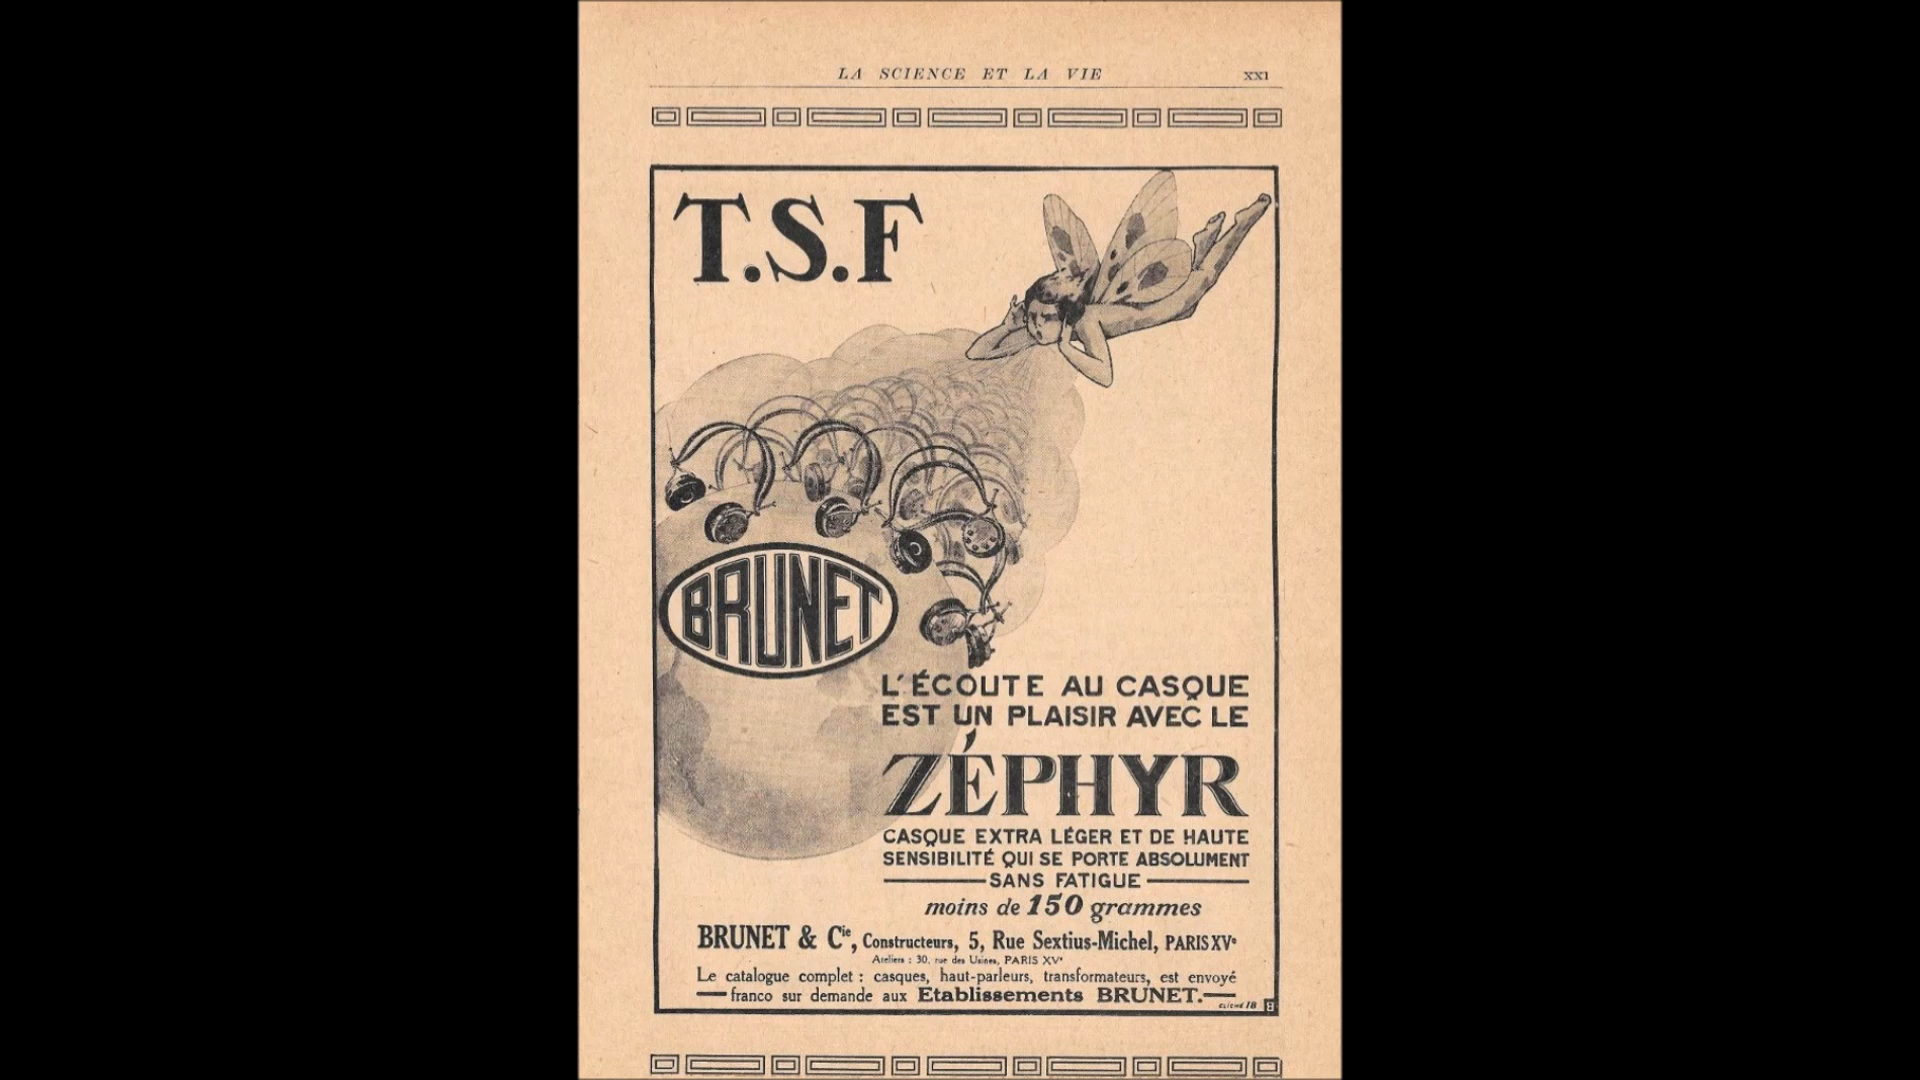 LA SCIENCE ET LA VIE XXI
T.S.F
BRUNET
L'ÉCOUTE AU CASQUE
EST UN PLAISIR AVEC LE
ZÉPHYR
CASQUE EXTRA LÉGER ET DE HAUTE
SENSIBILITÉ QUI SE PORTE ABSOLUMENT
SANS FATIGUE
moins de 150 grammes
BRUNET & Cie, Constructeurs, 5, Rue Sextius-Michel, PARIS XVe
Ateliers : 30, rue des Usines, PARIS XVe
Le catalogue complet : casques, haut-parleurs, transformateurs, est envoyé
franco sur demande aux Etablissements BRUNET.
CLICHÉ 18